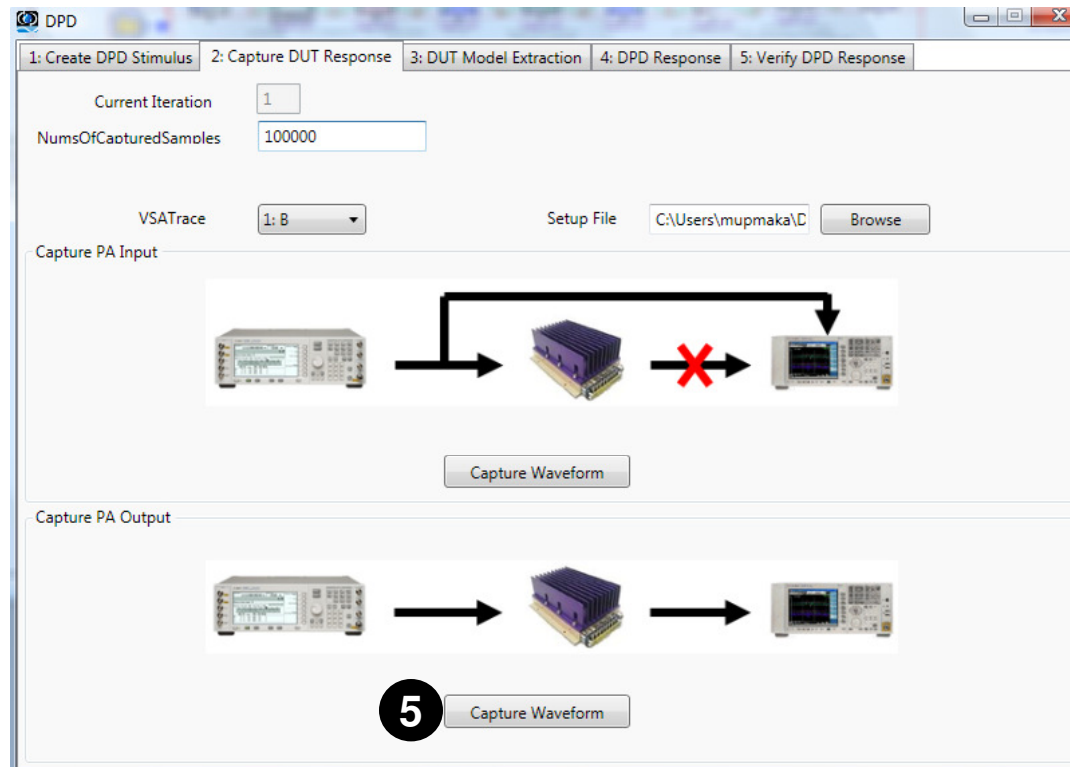 DPD
1: Create DPD Stimulus 2: Capture DUT Response 3: DUT Model Extraction 4: DPD Response 5: Verify DPD Response
Current Iteration 1
NumsOfCapturedSamples 100000
VSATrace 1: B Setup File C:\Users\mupmaka\D Browse
Capture PA Input
Capture Waveform
Capture PA Output
5 Capture Waveform